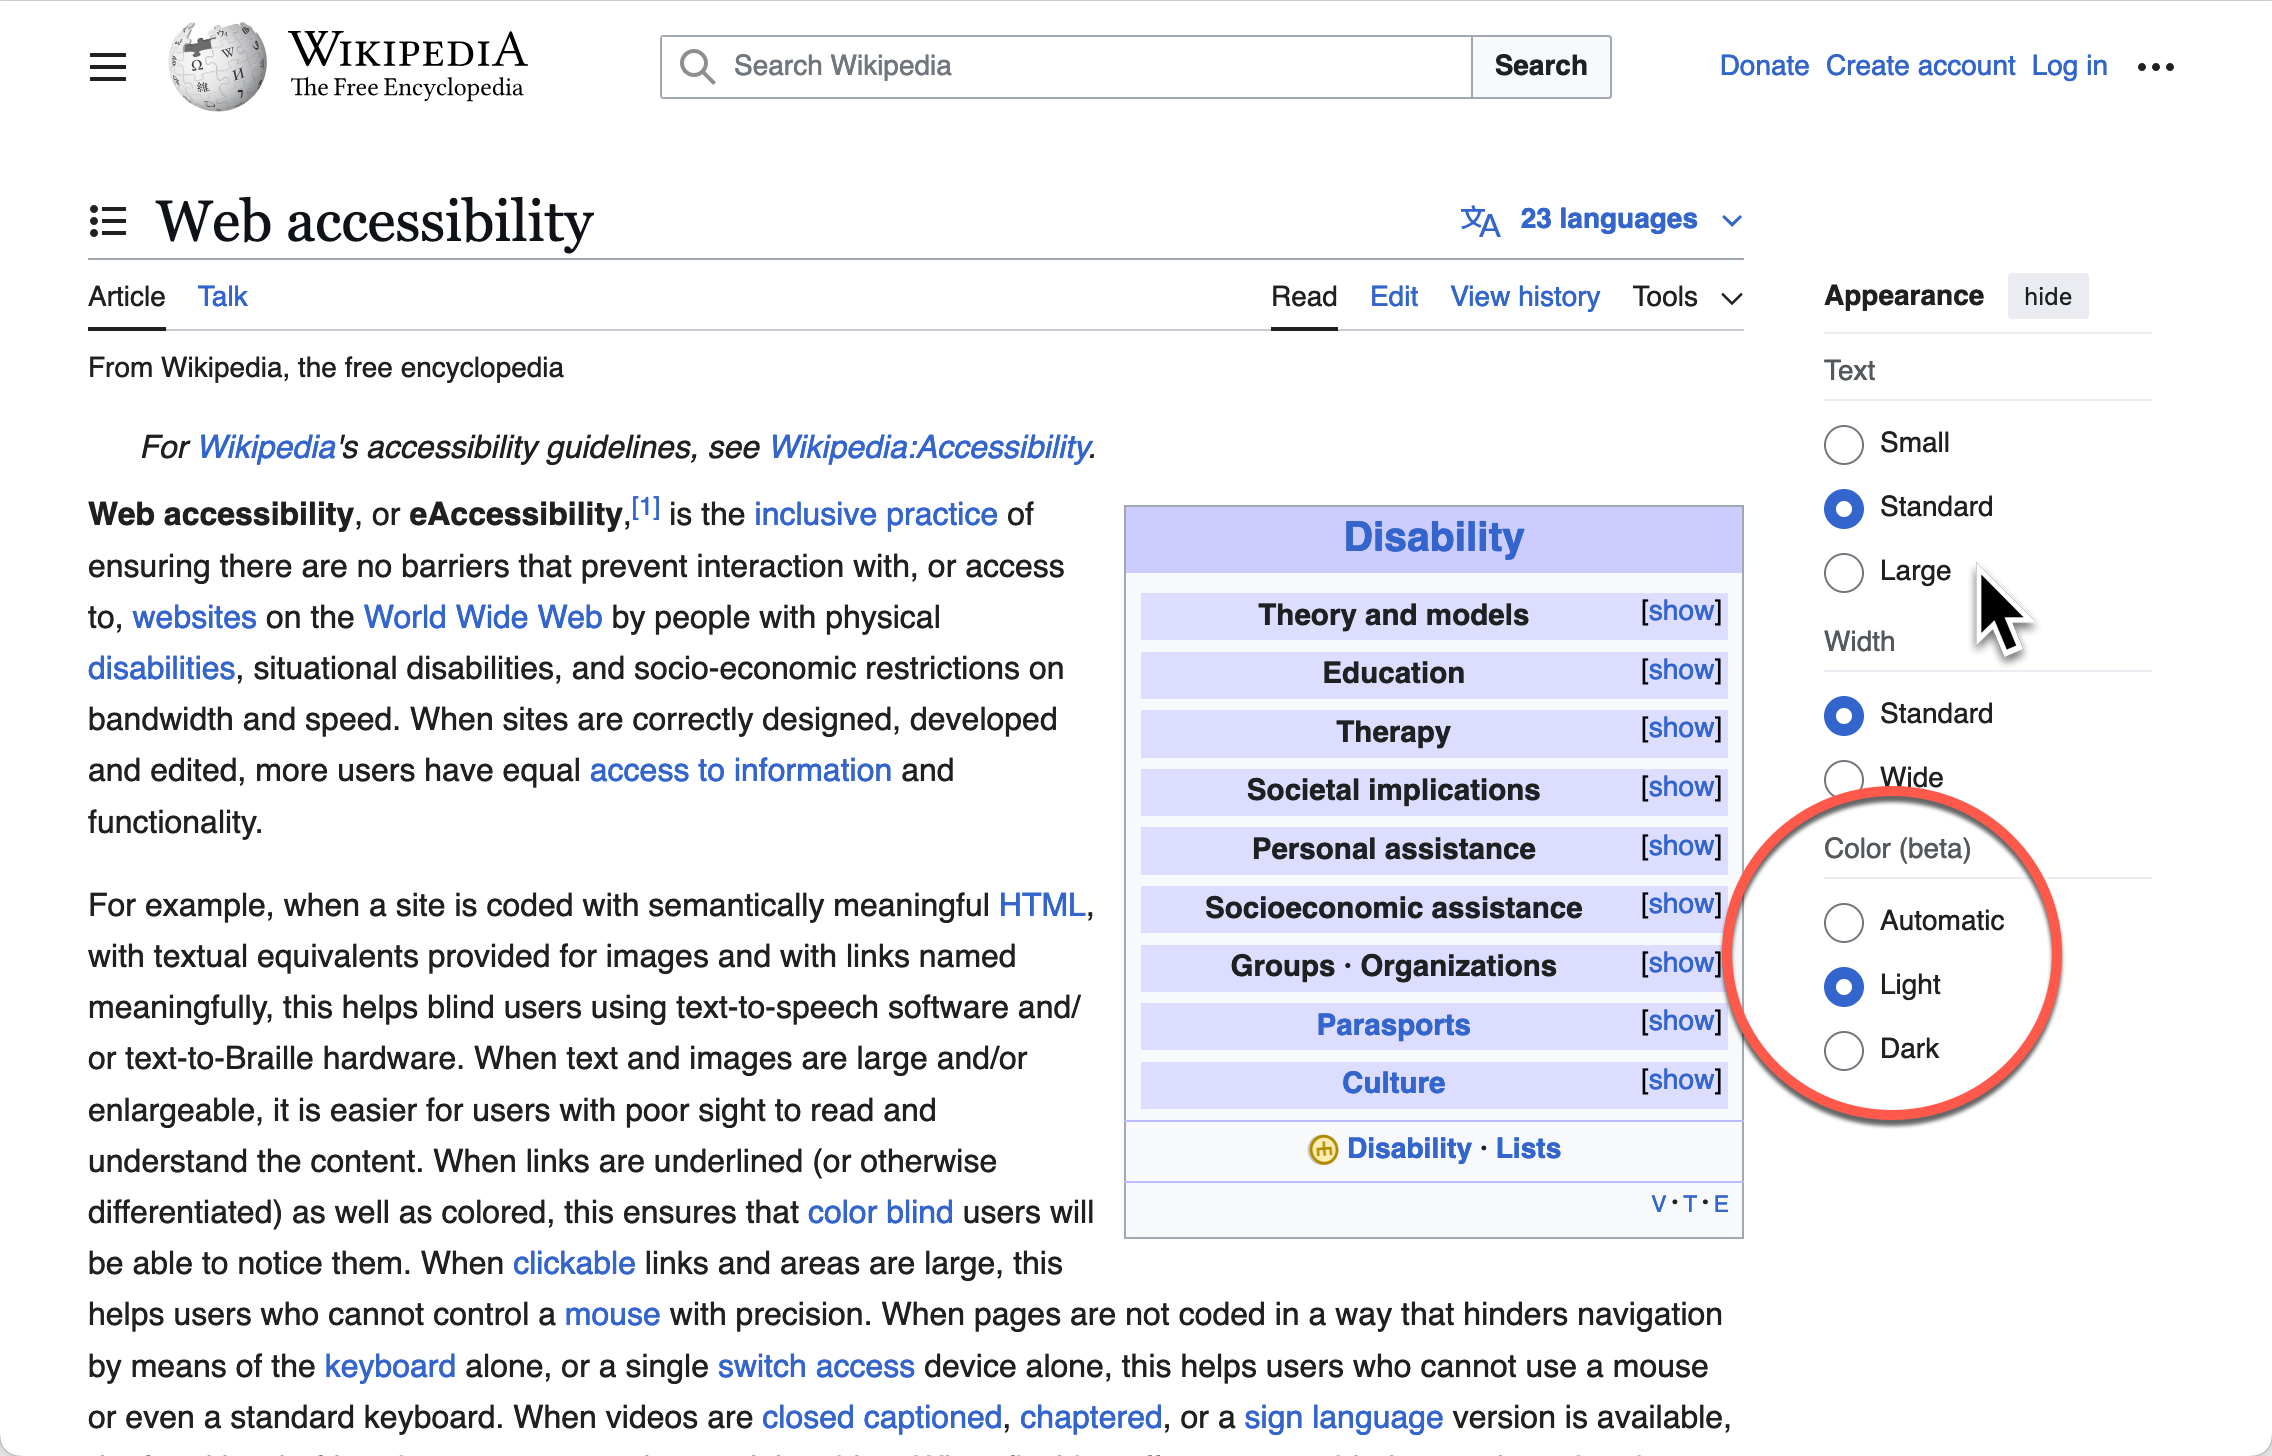 WIKIPEDIA
The Free Encyclopedia
Search Wikipedia
Search
Donate Create account Log in
Web accessibility
23 languages
Article Talk
Read Edit View history Tools
From Wikipedia, the free encyclopedia
For Wikipedia's accessibility guidelines, see Wikipedia:Accessibility.
Web accessibility, or eAccessibility,[1] is the inclusive practice of
ensuring there are no barriers that prevent interaction with, or access
to, websites on the World Wide Web by people with physical
disabilities, situational disabilities, and socio-economic restrictions on
bandwidth and speed. When sites are correctly designed, developed
and edited, more users have equal access to information and
functionality.
For example, when a site is coded with semantically meaningful HTML,
with textual equivalents provided for images and with links named
meaningfully, this helps blind users using text-to-speech software and/
or text-to-Braille hardware. When text and images are large and/or
enlargeable, it is easier for users with poor sight to read and
understand the content. When links are underlined (or otherwise
differentiated) as well as colored, this ensures that color blind users will
be able to notice them. When clickable links and areas are large, this
helps users who cannot control a mouse with precision. When pages are not coded in a way that hinders navigation
by means of the keyboard alone, or a single switch access device alone, this helps users who cannot use a mouse
or even a standard keyboard. When videos are closed captioned, chaptered, or a sign language version is available,
Disability
Theory and models [show]
Education [show]
Therapy [show]
Societal implications [show]
Personal assistance [show]
Socioeconomic assistance [show]
Groups · Organizations [show]
Parasports [show]
Culture [show]
Disability · Lists
V · T · E
Appearance hide
Text
Small
Standard
Large
Width
Standard
Wide
Color (beta)
Automatic
Light
Dark